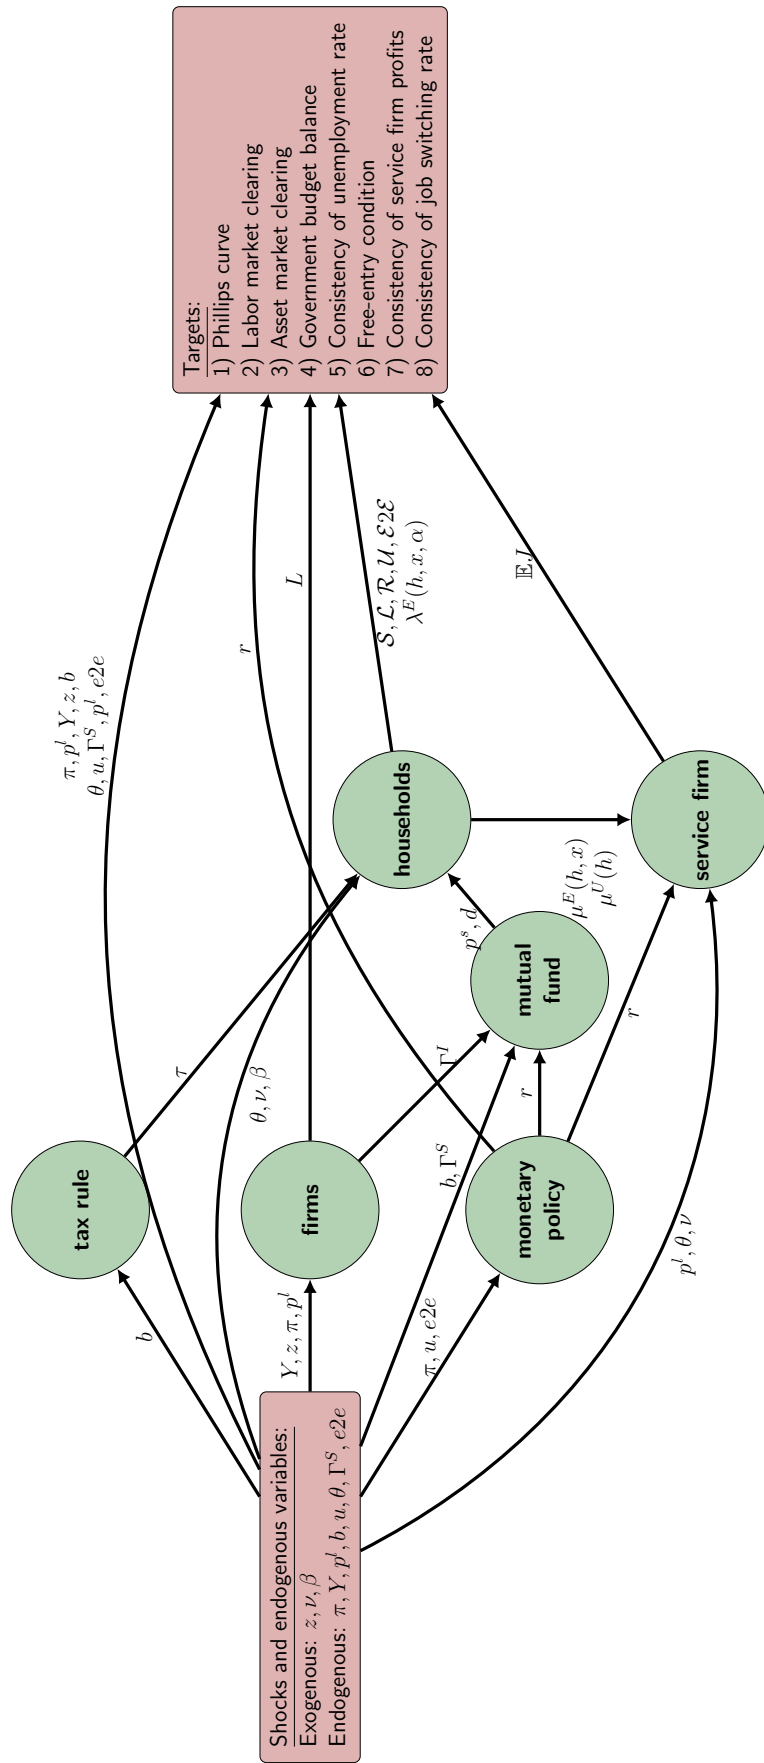 Shocks and endogenous variables:
Exogenous: z, ν, β
Endogenous: π, Y, p^l, b, u, θ, Γ^S, e2e
b
Y, z, π, p^l
π, u, e2e
p^l, θ, ν
tax rule
firms
monetary
policy
τ
θ, ν, β
b, Γ^S
Γ^I
r
r
mutual
fund
p^s, d
households
service firm
μ^E(h, x)
μ^U(h)
π, p^l, Y, z, b
θ, u, Γ^S, p^l, e2e
r
L
𝒮, ℒ, ℛ, 𝒰, ℰ2ℰ
λ^E(h, x, α)
𝔼J
Targets:
1) Phillips curve
2) Labor market clearing
3) Asset market clearing
4) Government budget balance
5) Consistency of unemployment rate
6) Free-entry condition
7) Consistency of service firm profits
8) Consistency of job switching rate